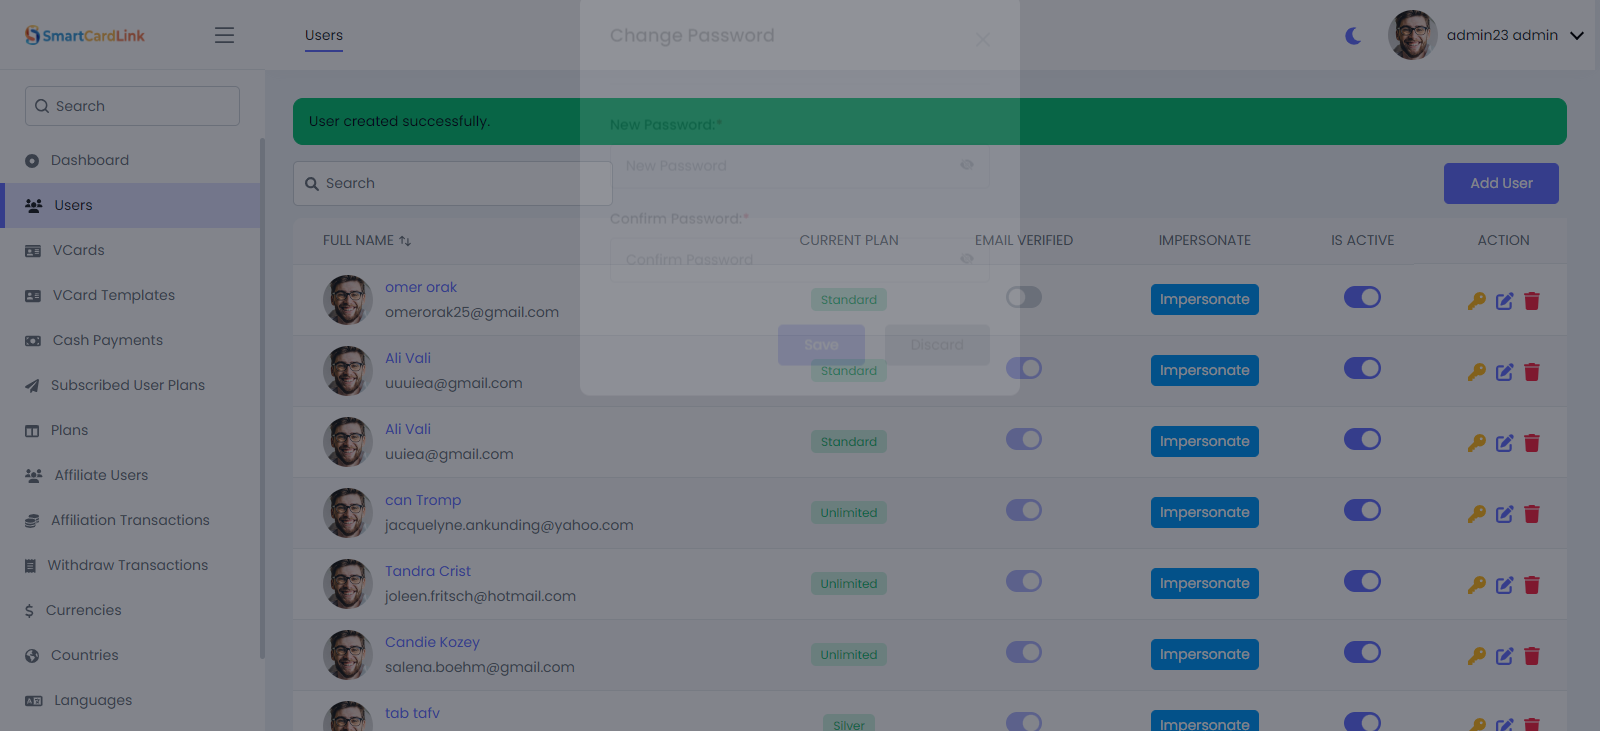 SmartCardLink
Users
admin23 admin
Change Password
Search
User created successfully.
New Password:*
New Password
Search
Add User
Confirm Password:*
Confirm Password
FULL NAME
CURRENT PLAN
EMAIL VERIFIED
IMPERSONATE
IS ACTIVE
ACTION
omer orak
omerorak25@gmail.com
Standard
Impersonate
Save
Discard
Ali Vali
uuuiea@gmail.com
Standard
Impersonate
Ali Vali
uuiea@gmail.com
Standard
Impersonate
can Tromp
jacquelyne.ankunding@yahoo.com
Unlimited
Impersonate
Tandra Crist
joleen.fritsch@hotmail.com
Unlimited
Impersonate
Candie Kozey
salena.boehm@gmail.com
Unlimited
Impersonate
tab tafv
Silver
Impersonate
Dashboard
Users
VCards
VCard Templates
Cash Payments
Subscribed User Plans
Plans
Affiliate Users
Affiliation Transactions
Withdraw Transactions
Currencies
Countries
Languages